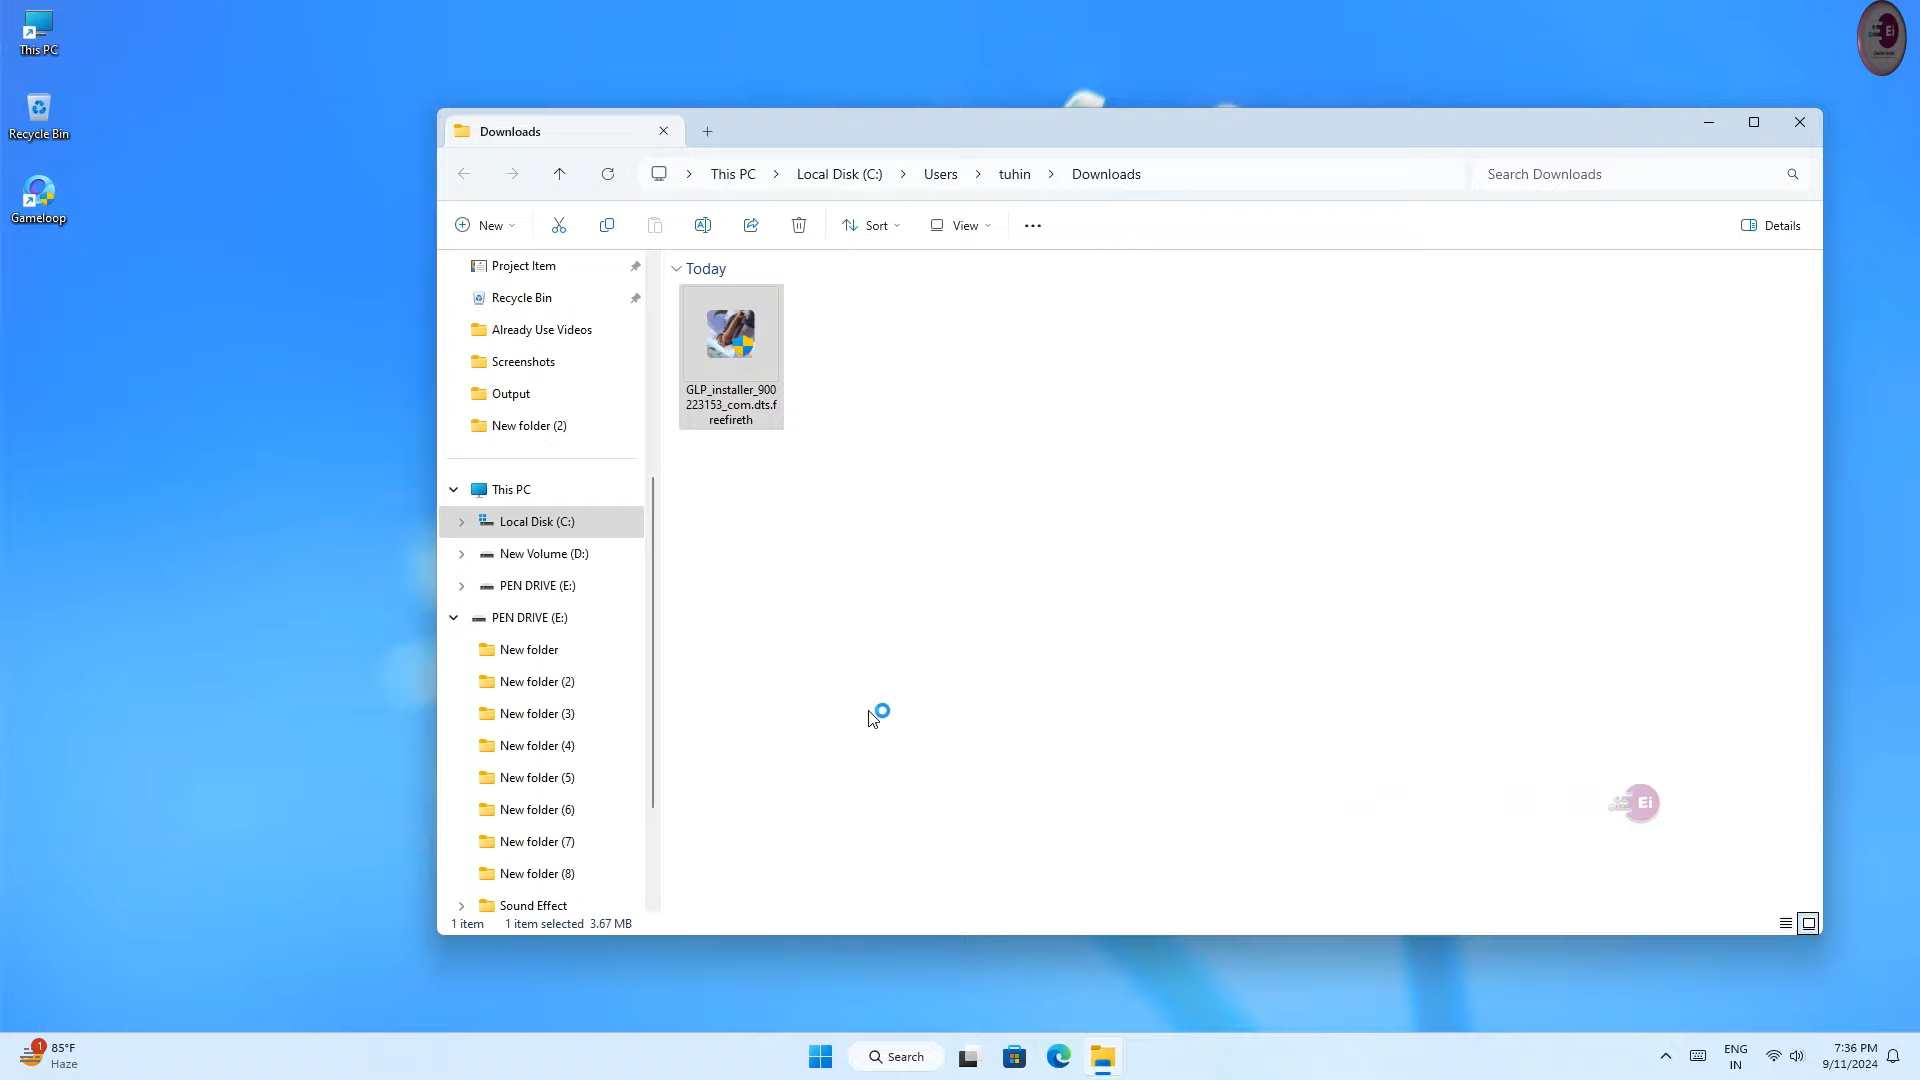 This PC
Recycle Bin
Gameloop
Downloads
This PC
Local Disk (C:)
Users
tuhin
Downloads
Search Downloads
New
Sort
View
Details
Project Item
Recycle Bin
Already Use Videos
Screenshots
Output
New folder (2)
This PC
Local Disk (C:)
New Volume (D:)
PEN DRIVE (E:)
PEN DRIVE (E:)
New folder
New folder (2)
New folder (3)
New folder (4)
New folder (5)
New folder (6)
New folder (7)
New folder (8)
Sound Effect
Today
GLP_installer_900
223153_com.dts.f
reefireth
Ei
Ei
1 item 1 item selected 3.67 MB
1
85°F
Haze
Search
ENG
IN
7:36 PM
9/11/2024